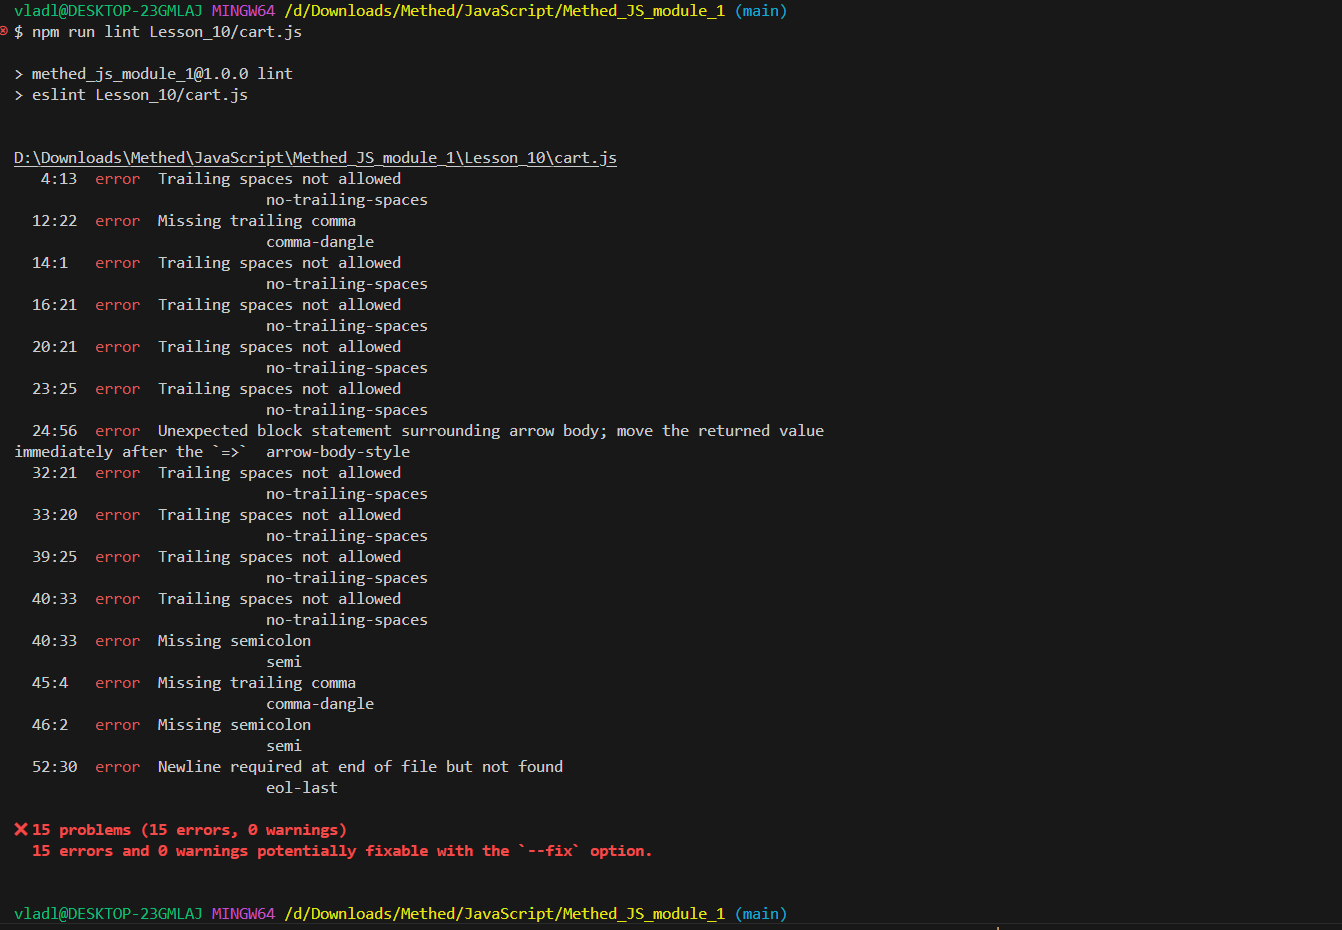 vladl@DESKTOP-23GMLAJ MINGW64 /d/Downloads/Methed/JavaScript/Methed_JS_module_1 (main)
$ npm run lint Lesson_10/cart.js
> methed_js_module_1@1.0.0 lint
> eslint Lesson_10/cart.js
D:\Downloads\Methed\JavaScript\Methed_JS_module_1\Lesson_10\cart.js
4:13 error Trailing spaces not allowed
no-trailing-spaces
12:22 error Missing trailing comma
comma-dangle
14:1 error Trailing spaces not allowed
no-trailing-spaces
16:21 error Trailing spaces not allowed
no-trailing-spaces
20:21 error Trailing spaces not allowed
no-trailing-spaces
23:25 error Trailing spaces not allowed
no-trailing-spaces
24:56 error Unexpected block statement surrounding arrow body; move the returned value
immediately after the `=>` arrow-body-style
32:21 error Trailing spaces not allowed
no-trailing-spaces
33:20 error Trailing spaces not allowed
no-trailing-spaces
39:25 error Trailing spaces not allowed
no-trailing-spaces
40:33 error Trailing spaces not allowed
no-trailing-spaces
40:33 error Missing semicolon
semi
45:4 error Missing trailing comma
comma-dangle
46:2 error Missing semicolon
semi
52:30 error Newline required at end of file but not found
eol-last
❌ 15 problems (15 errors, 0 warnings)
15 errors and 0 warnings potentially fixable with the `--fix` option.
vladl@DESKTOP-23GMLAJ MINGW64 /d/Downloads/Methed/JavaScript/Methed_JS_module_1 (main)